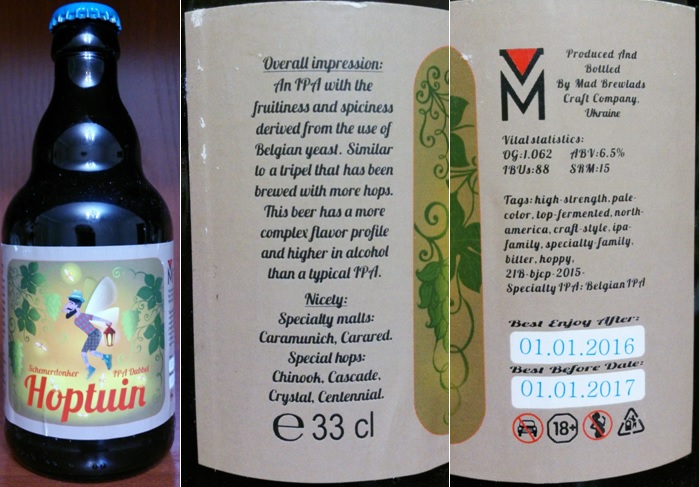 Schemerdonker IPA Dubbel
Hoptuin
Overall impression:
An IPA with the
fruitiness and spiciness
derived from the use of
Belgian yeast. Similar
to a tripel that has been
brewed with more hops.
This beer has a more
complex flavor profile
and higher in alcohol
than a typical IPA.
Nicety:
Specialty malts:
Caramunich, Carared.
Special hops:
Chinook, Cascade,
Crystal, Centennial.
e 33 cl
M
Produced And
Bottled
By Mad Brewlads
Craft Company,
Ukraine
Vital statistics:
OG:1.062 ABV:6.5%
IBUs:88 SRM:15
Tags: high-strength, pale-
color, top-fermented, north-
america, craft-style, ipa-
family, specialty-family,
bitter, hoppy.
21B-bjcp-2015-
Specialty IPA: Belgian IPA
Best Enjoy After:
01.01.2016
Best Before Date:
01.01.2017
18+